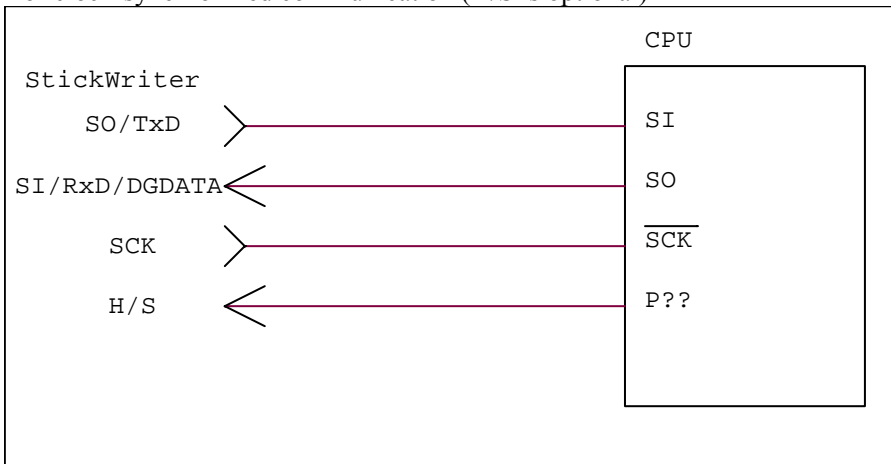 CPU
StickWriter
SO/TxD SI
SI/RxD/DGDATA SO
SCK SCK
H/S P??